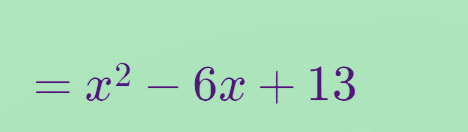 = x² − 6x + 13